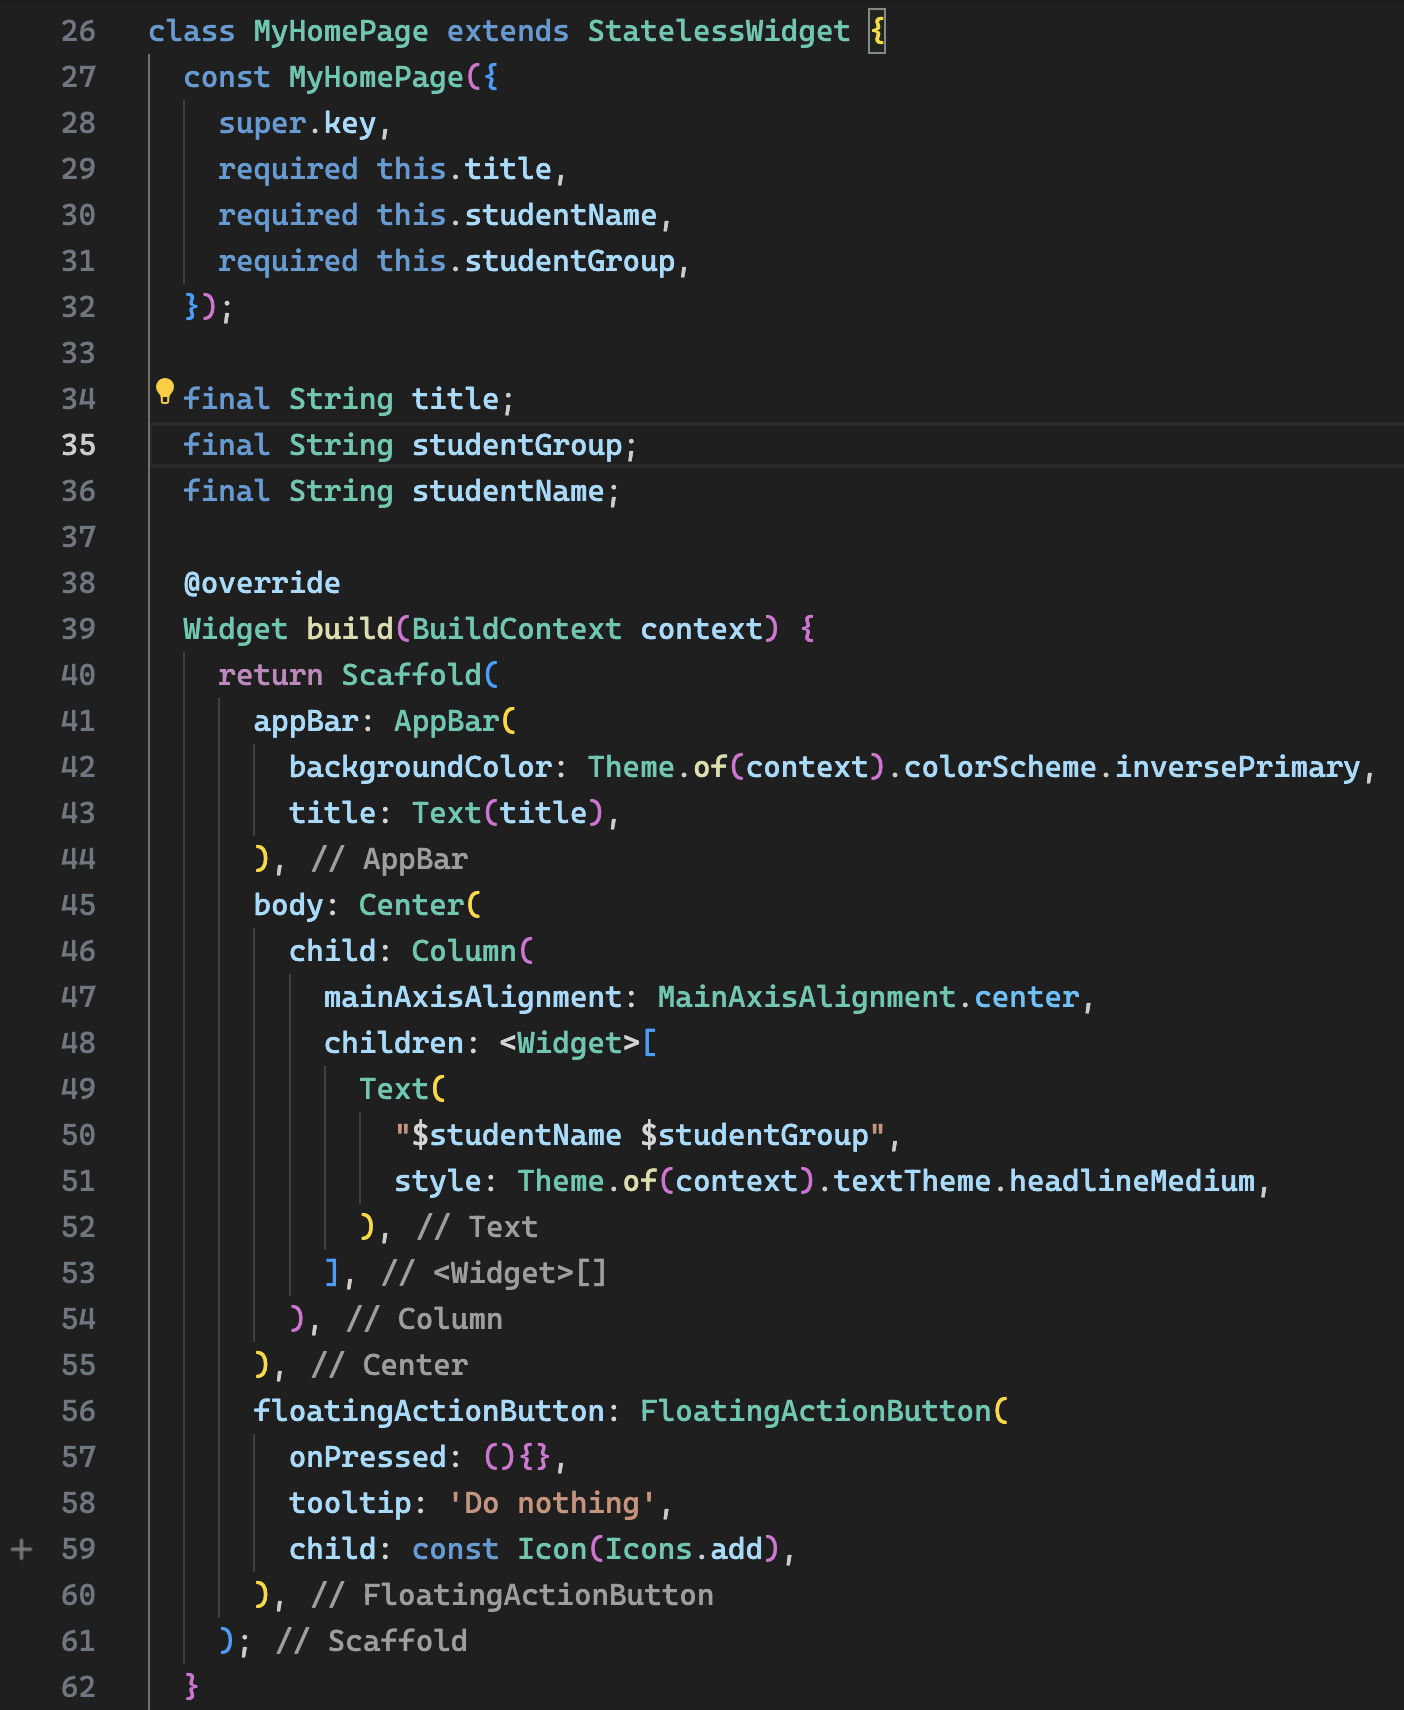 26 class MyHomePage extends StatelessWidget {
27   const MyHomePage({
28     super.key,
29     required this.title,
30     required this.studentName,
31     required this.studentGroup,
32   });
33
34   final String title;
35   final String studentGroup;
36   final String studentName;
37
38   @override
39   Widget build(BuildContext context) {
40     return Scaffold(
41       appBar: AppBar(
42         backgroundColor: Theme.of(context).colorScheme.inversePrimary,
43         title: Text(title),
44       ), // AppBar
45       body: Center(
46         child: Column(
47           mainAxisAlignment: MainAxisAlignment.center,
48           children: <Widget>[
49             Text(
50               "$studentName $studentGroup",
51               style: Theme.of(context).textTheme.headlineMedium,
52             ), // Text
53           ], // <Widget>[]
54         ), // Column
55       ), // Center
56       floatingActionButton: FloatingActionButton(
57         onPressed: (){},
58         tooltip: 'Do nothing',
+ 59         child: const Icon(Icons.add),
60       ), // FloatingActionButton
61     ); // Scaffold
62   }